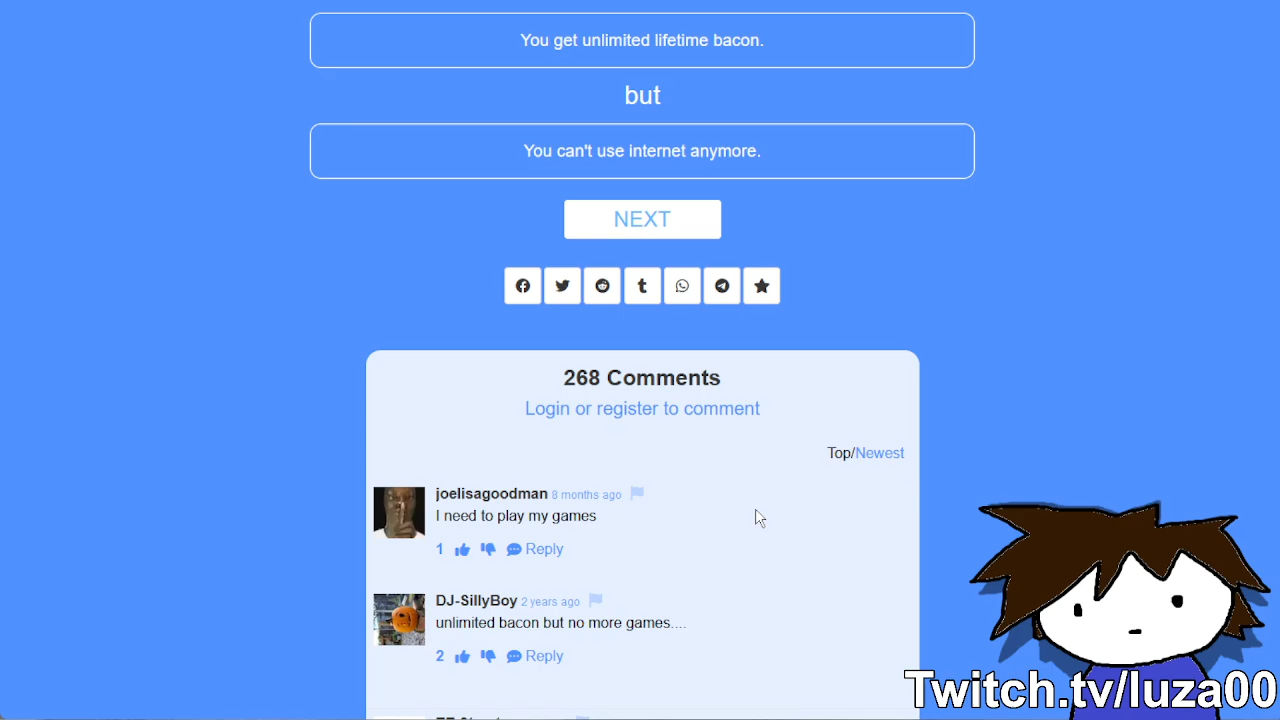 You get unlimited lifetime bacon.
but
You can't use internet anymore.
NEXT
268 Comments
Login or register to comment
Top/Newest
joelisagoodman 8 months ago
I need to play my games
1 Reply
DJ-SillyBoy 2 years ago
unlimited bacon but no more games....
2 Reply
Twitch.tv/luza00